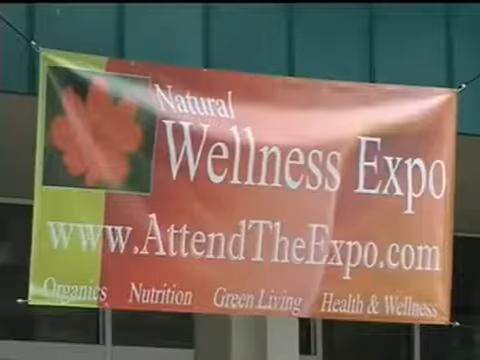 Natural
Wellness Expo
www.AttendTheExpo.com
Organics Nutrition Green Living Health & Wellness